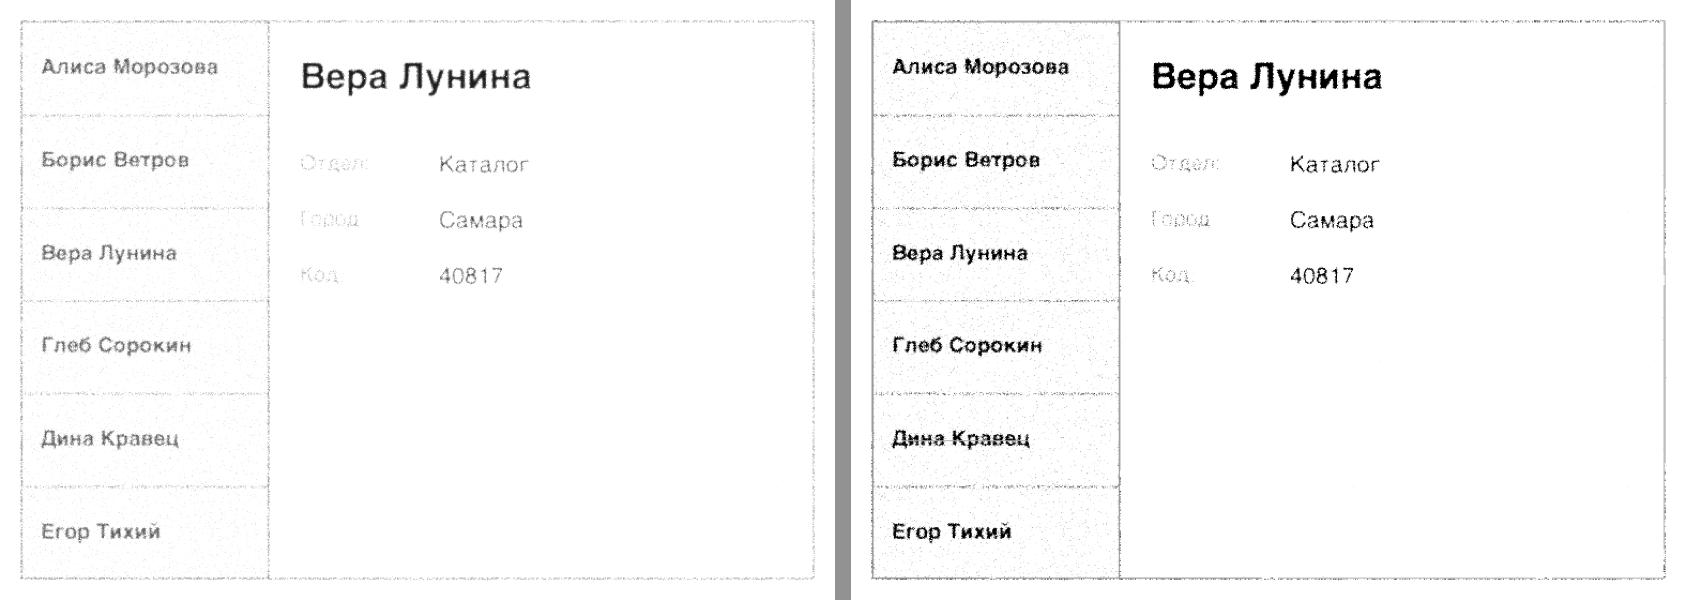 Алиса Морозова
Борис Ветров
Вера Лунина
Глеб Сорокин
Дина Кравец
Егор Тихий
Вера Лунина
Отдел: Каталог
Город Самара
Код 40817
Алиса Морозова
Борис Ветров
Вера Лунина
Глеб Сорокин
Дина Кравец
Егор Тихий
Вера Лунина
Отдел: Каталог
Город Самара
Код 40817